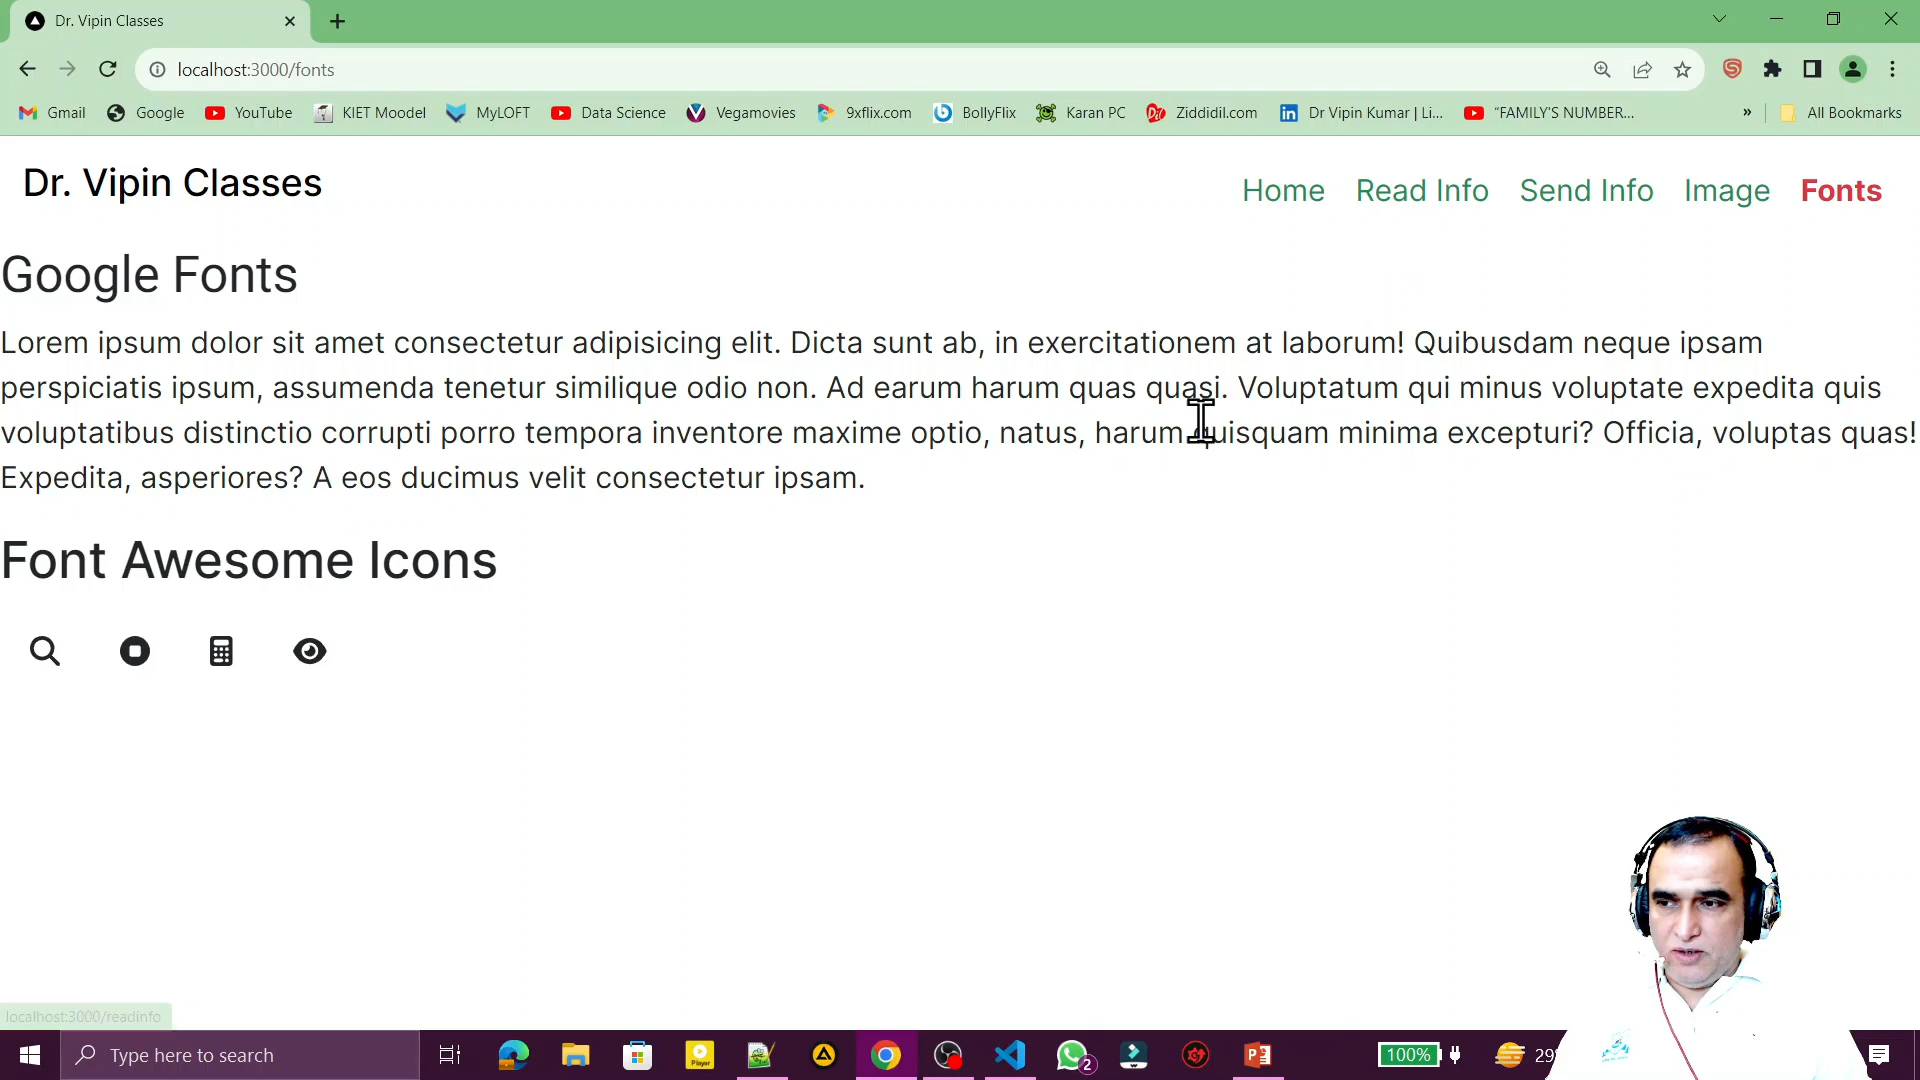 Dr. Vipin Classes
localhost:3000/fonts
Gmail Google YouTube KIET Moodel MyLOFT Data Science Vegamovies 9xflix.com BollyFlix Karan PC Ziddidil.com Dr Vipin Kumar | Li... “FAMILY'S NUMBER... » All Bookmarks
Dr. Vipin Classes
Home Read Info Send Info Image Fonts
Google Fonts
Lorem ipsum dolor sit amet consectetur adipisicing elit. Dicta sunt ab, in exercitationem at laborum! Quibusdam neque ipsam
perspiciatis ipsum, assumenda tenetur similique odio non. Ad earum harum quas quasi. Voluptatum qui minus voluptate expedita quis
voluptatibus distinctio corrupti porro tempora inventore maxime optio, natus, harum quisquam minima excepturi? Officia, voluptas quas!
Expedita, asperiores? A eos ducimus velit consectetur ipsam.
Font Awesome Icons
localhost:3000/readinfo
Type here to search
Player
2
100%